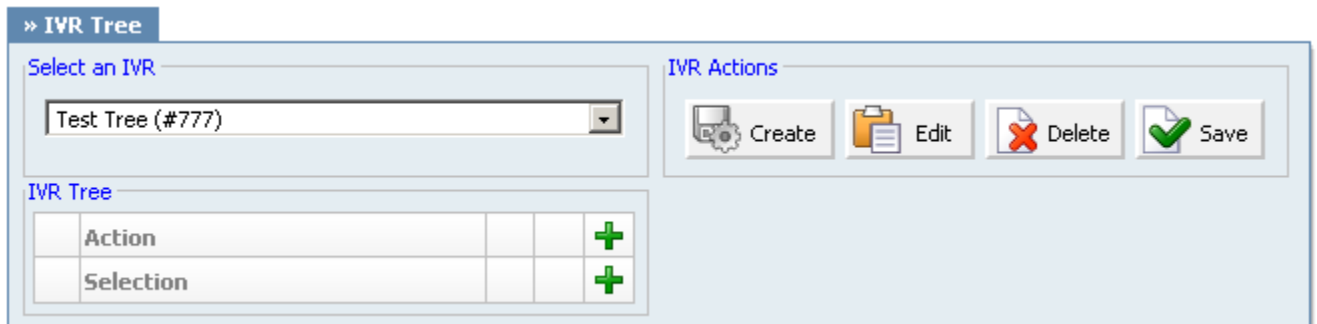 » IVR Tree
Select an IVR
Test Tree (#777)
IVR Actions
Create
Edit
Delete
Save
IVR Tree
Action
Selection